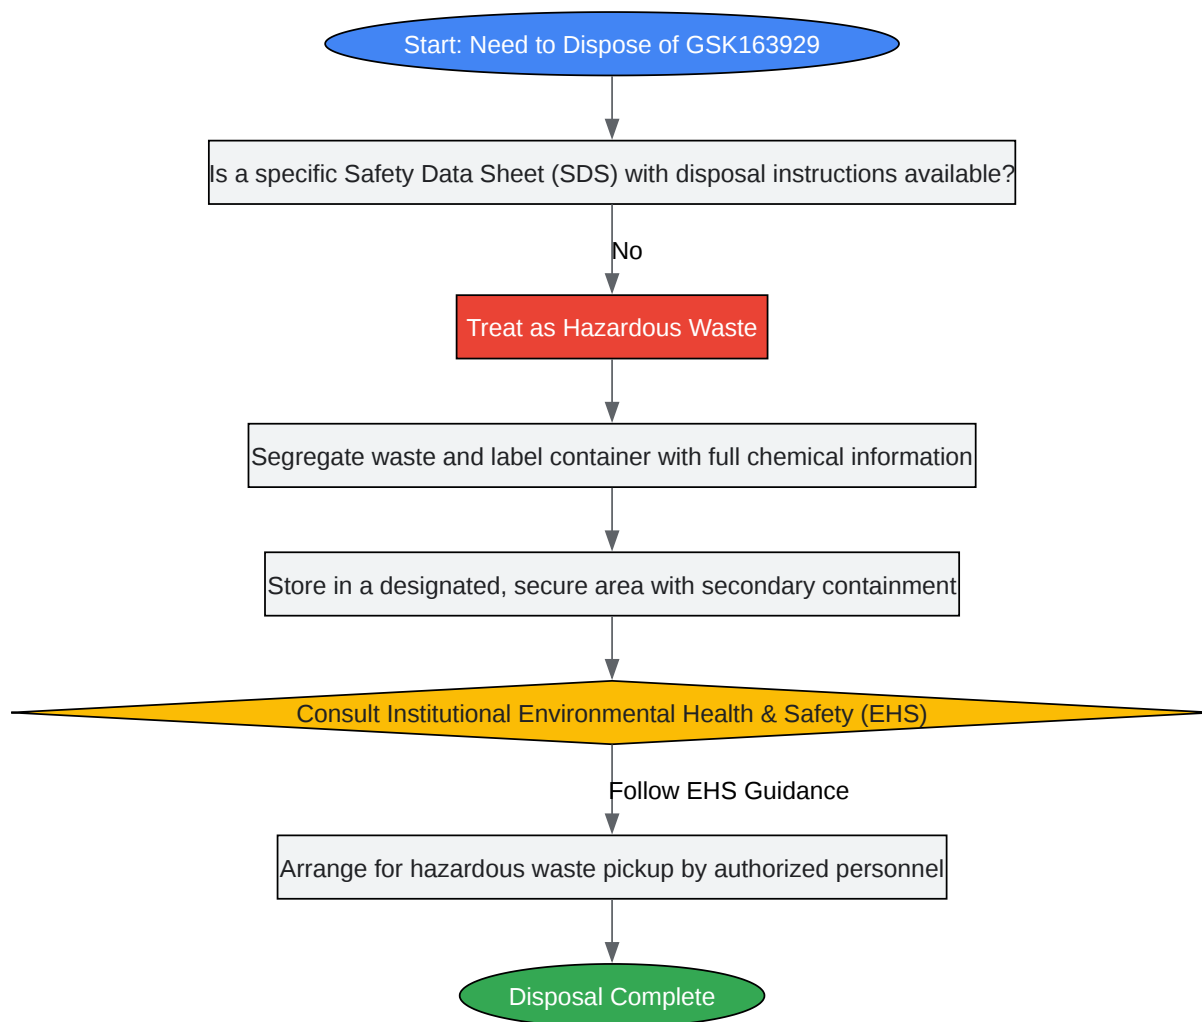 Start: Need to Dispose of GSK163929
Is a specific Safety Data Sheet (SDS) with disposal instructions available?
No
Treat as Hazardous Waste
Segregate waste and label container with full chemical information
Store in a designated, secure area with secondary containment
Consult Institutional Environmental Health & Safety (EHS)
Follow EHS Guidance
Arrange for hazardous waste pickup by authorized personnel
Disposal Complete